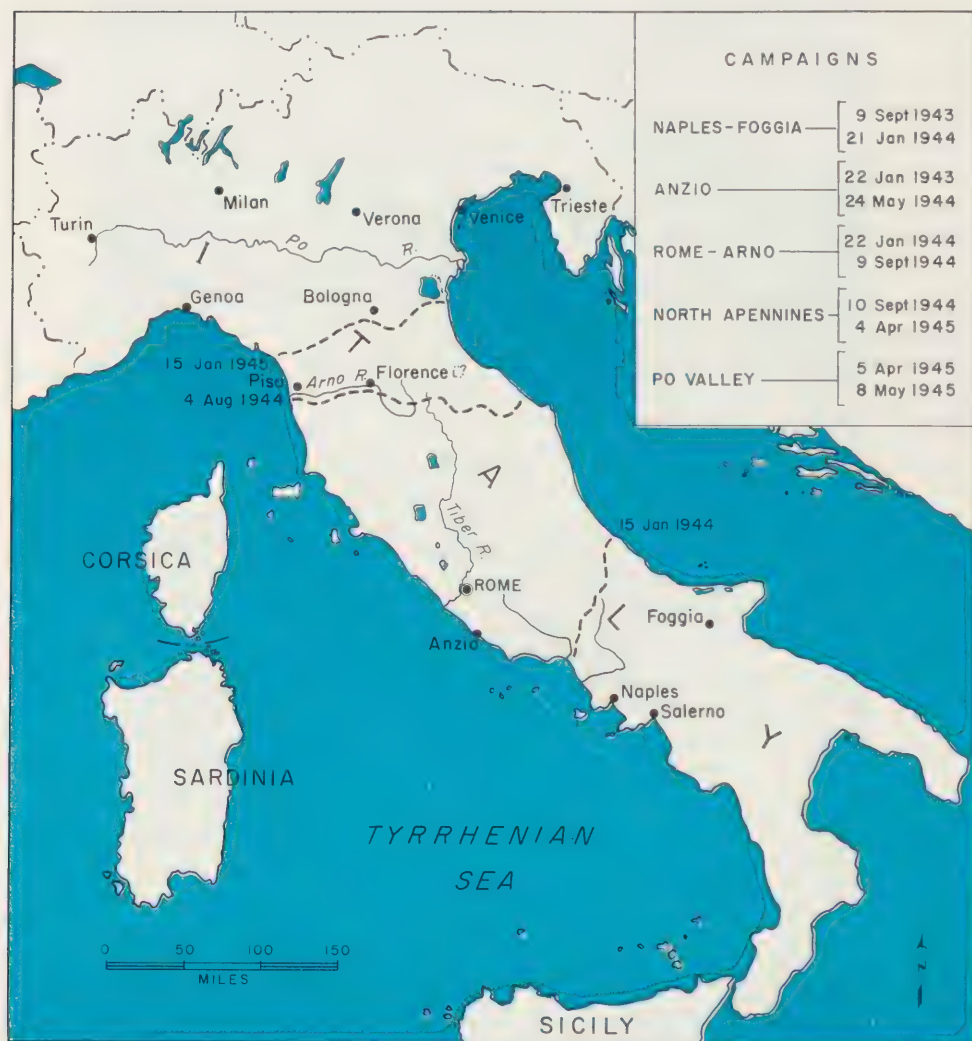 CAMPAIGNS
NAPLES-FOGGIA
9 Sept 1943
21 Jan 1944
ANZIO
22 Jan 1943
24 May 1944
ROME-ARNO
22 Jan 1944
9 Sept 1944
NORTH APENNINES
10 Sept 1944
4 Apr 1945
PO VALLEY
5 Apr 1945
8 May 1945
Milan
Verona
Venice
Trieste
Turin
Po R.
Genoa
Bologna
15 Jan 1945
Pisa
Arno R.
Florence
4 Aug 1944
ITALY
Tiber R.
15 Jan 1944
CORSICA
ROME
Foggia
Anzio
Naples
Salerno
SARDINIA
TYRRHENIAN
SEA
0 50 100 150
MILES
N
SICILY